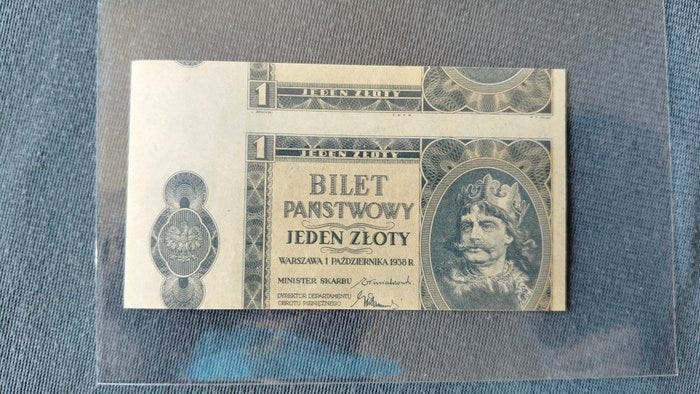 1 JEDEN ZŁOTY
1 JEDEN ZŁOTY
BILET
PAŃSTWOWY
JEDEN ZŁOTY
WARSZAWA 1 PAŹDZIERNIKA 1938 R.
MINISTER SKARBU
DYREKTOR DEPARTAMENTU
OBROTU PIENIĘŻNEGO